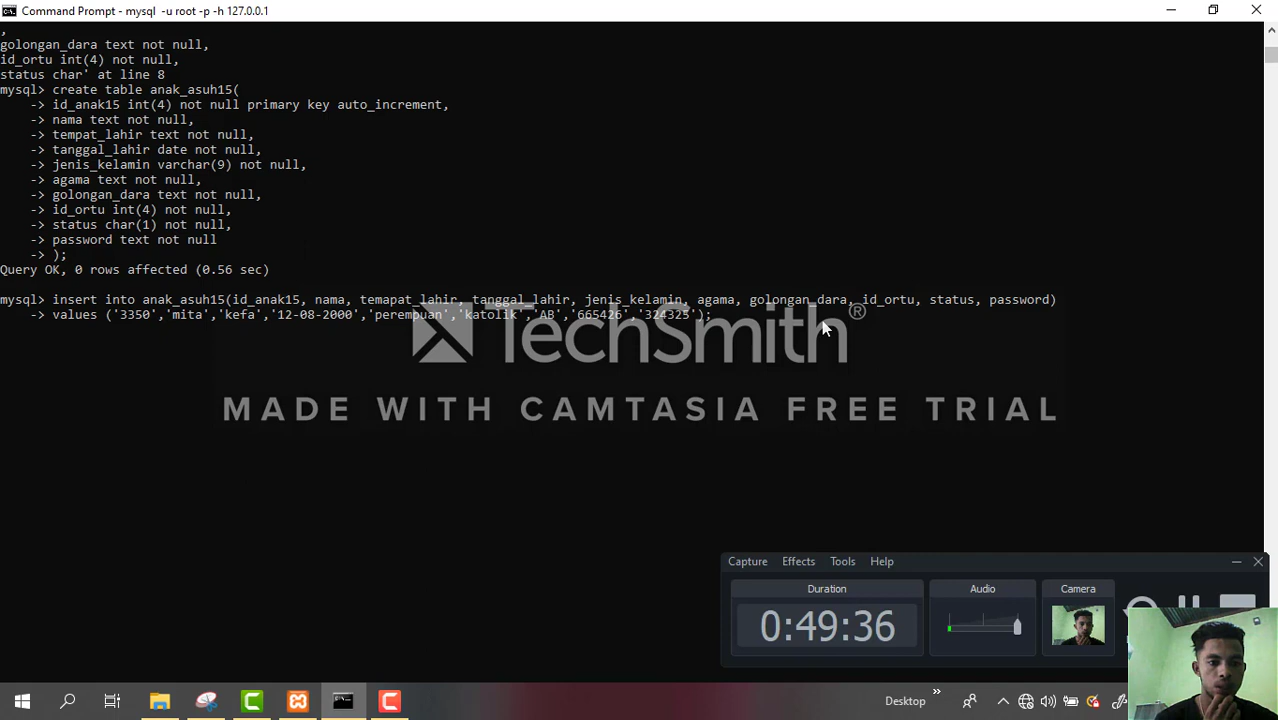 Command Prompt - mysql -u root -p -h 127.0.0.1
,
golongan_dara text not null,
id_ortu int(4) not null,
status char' at line 8
mysql> create table anak_asuh15(
-> id_anak15 int(4) not null primary key auto_increment,
-> nama text not null,
-> tempat_lahir text not null,
-> tanggal_lahir date not null,
-> jenis_kelamin varchar(9) not null,
-> agama text not null,
-> golongan_dara text not null,
-> id_ortu int(4) not null,
-> status char(1) not null,
-> password text not null
-> );
Query OK, 0 rows affected (0.56 sec)
mysql> insert into anak_asuh15(id_anak15, nama, temapat_lahir, tanggal_lahir, jenis_kelamin, agama, golongan_dara, id_ortu, status, password)
-> values ('3350','mita','kefa','12-08-2000','perempuan','katolik','AB','665426','324325');
TechSmith®
MADE WITH CAMTASIA FREE TRIAL
Capture Effects Tools Help
Duration Audio Camera
0:49:36
Desktop